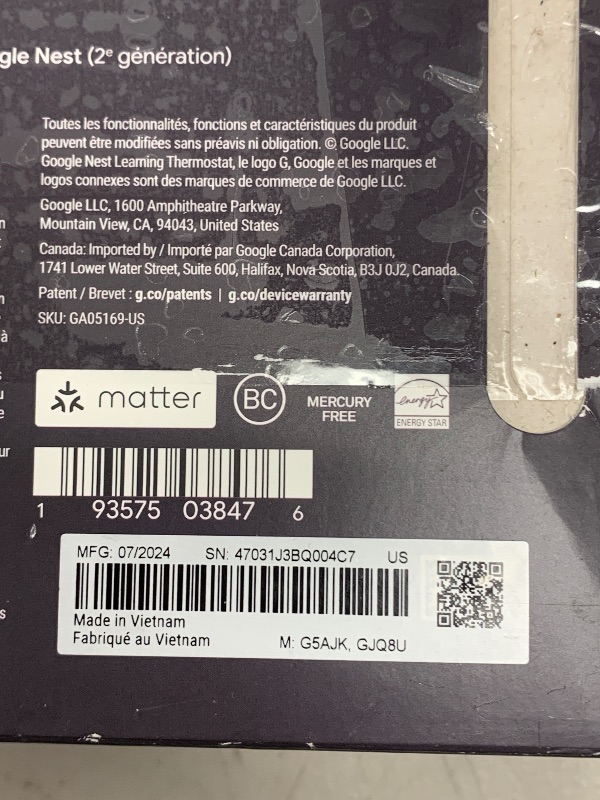 gle Nest (2e génération)
Toutes les fonctionnalités, fonctions et caractéristiques du produit
peuvent être modifiées sans préavis ni obligation. © Google LLC.
Google Nest Learning Thermostat, le logo G, Google et les marques et
logos connexes sont des marques de commerce de Google LLC.
Google LLC, 1600 Amphitheatre Parkway,
Mountain View, CA, 94043, United States
Canada: Imported by / Importé par Google Canada Corporation,
1741 Lower Water Street, Suite 600, Halifax, Nova Scotia, B3J 0J2, Canada.
Patent / Brevet : g.co/patents | g.co/devicewarranty
SKU: GA05169-US
matter
BC
MERCURY
FREE
energy
ENERGY STAR
1 93575 03847 6
MFG: 07/2024 SN: 47031J3BQ004C7 US
Made in Vietnam
Fabriqué au Vietnam
M: G5AJK, GJQ8U